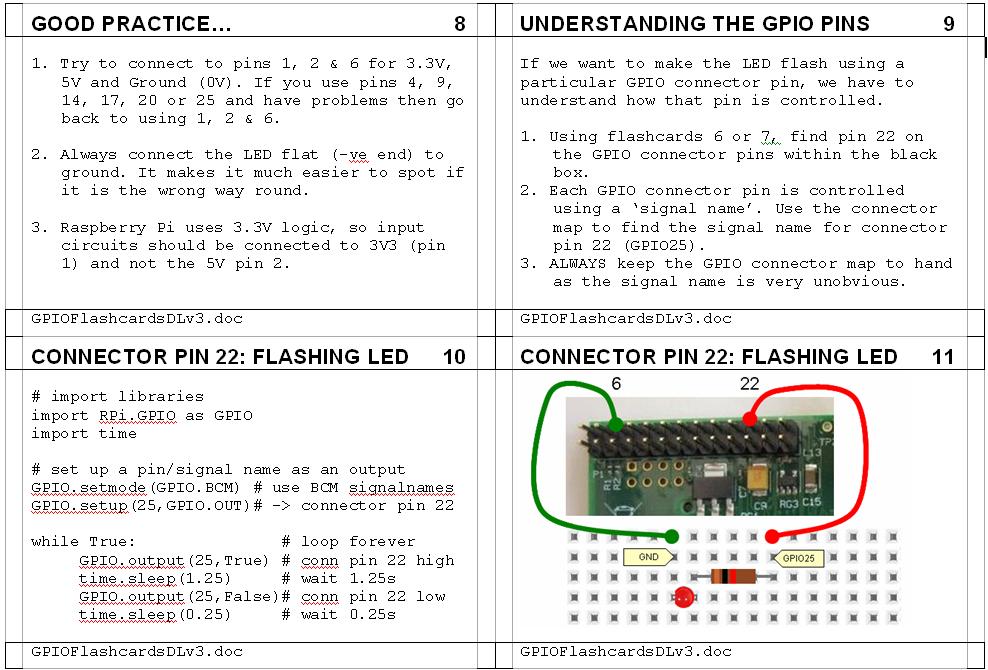 GOOD PRACTICE... 8
1. Try to connect to pins 1, 2 & 6 for 3.3V,
5V and Ground (0V). If you use pins 4, 9,
14, 17, 20 or 25 and have problems then go
back to using 1, 2 & 6.
2. Always connect the LED flat (-ve end) to
ground. It makes it much easier to spot if
it is the wrong way round.
3. Raspberry Pi uses 3.3V logic, so input
circuits should be connected to 3V3 (pin
1) and not the 5V pin 2.
GPIOFlashcardsDLv3.doc
UNDERSTANDING THE GPIO PINS 9
If we want to make the LED flash using a
particular GPIO connector pin, we have to
understand how that pin is controlled.
1. Using flashcards 6 or 7, find pin 22 on
the GPIO connector pins within the black
box.
2. Each GPIO connector pin is controlled
using a ‘signal name’. Use the connector
map to find the signal name for connector
pin 22 (GPIO25).
3. ALWAYS keep the GPIO connector map to hand
as the signal name is very unobvious.
GPIOFlashcardsDLv3.doc
CONNECTOR PIN 22: FLASHING LED 10
# import libraries
import RPi.GPIO as GPIO
import time
# set up a pin/signal name as an output
GPIO.setmode(GPIO.BCM) # use BCM signalnames
GPIO.setup(25,GPIO.OUT)# -> connector pin 22
while True: # loop forever
GPIO.output(25,True) # conn pin 22 high
time.sleep(1.25) # wait 1.25s
GPIO.output(25,False)# conn pin 22 low
time.sleep(0.25) # wait 0.25s
GPIOFlashcardsDLv3.doc
CONNECTOR PIN 22: FLASHING LED 11
6 22
P1
R1
R2
L3
C9
RG3
C15
GND
GPIO25
GPIOFlashcardsDLv3.doc